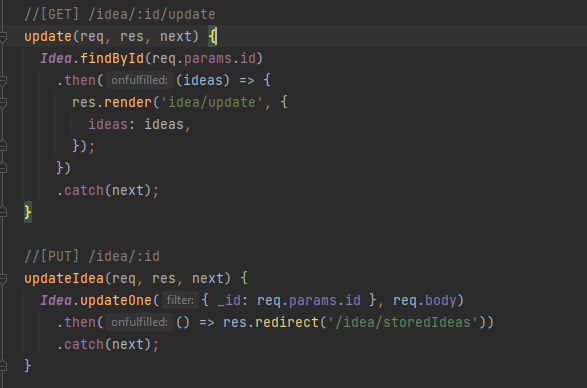 //[GET] /idea/:id/update
update(req, res, next) {
  Idea.findById(req.params.id)
    .then( onfulfilled: (ideas) => {
      res.render('idea/update', {
        ideas: ideas,
      });
    })
    .catch(next);
}
//[PUT] /idea/:id
updateIdea(req, res, next) {
  Idea.updateOne( filter: { _id: req.params.id }, req.body)
    .then( onfulfilled: () => res.redirect('/idea/storedIdeas'))
    .catch(next);
}